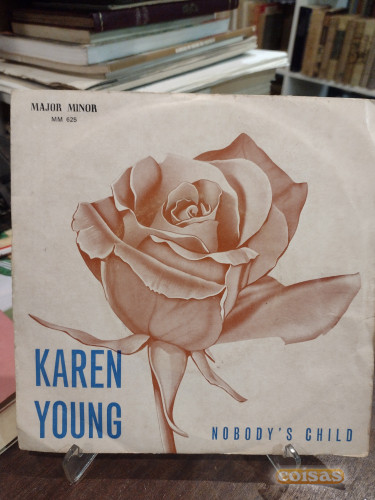 MAJOR MINOR
MM 625
KAREN
YOUNG
NOBODY'S CHILD
coisas